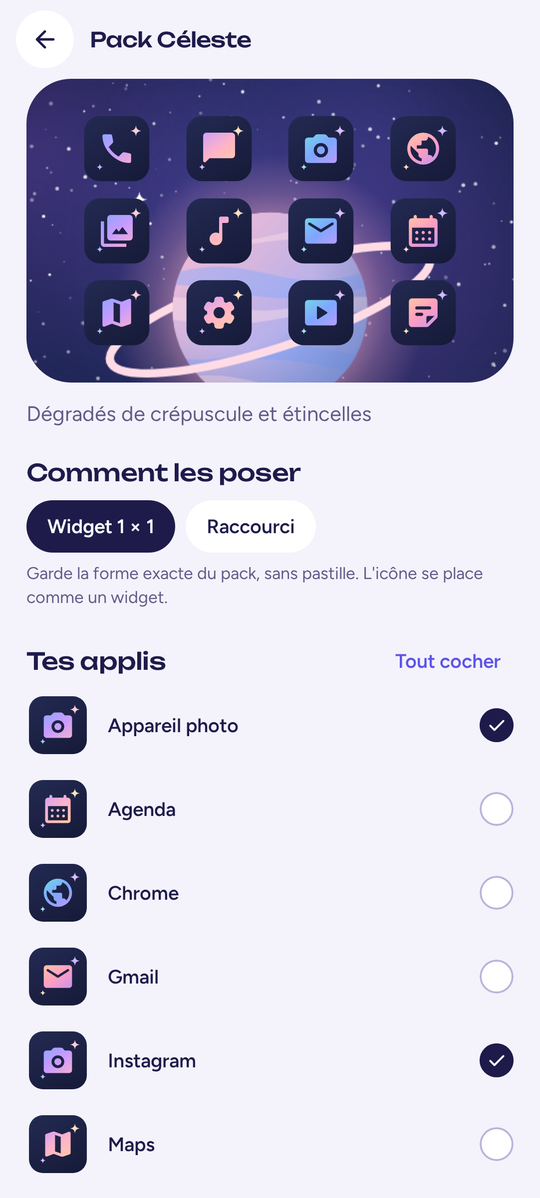 Pack Céleste
Dégradés de crépuscule et étincelles
Comment les poser
Widget 1 × 1
Raccourci
Garde la forme exacte du pack, sans pastille. L'icône se place
comme un widget.
Tes applis
Tout cocher
Appareil photo
Agenda
Chrome
Gmail
Instagram
Maps